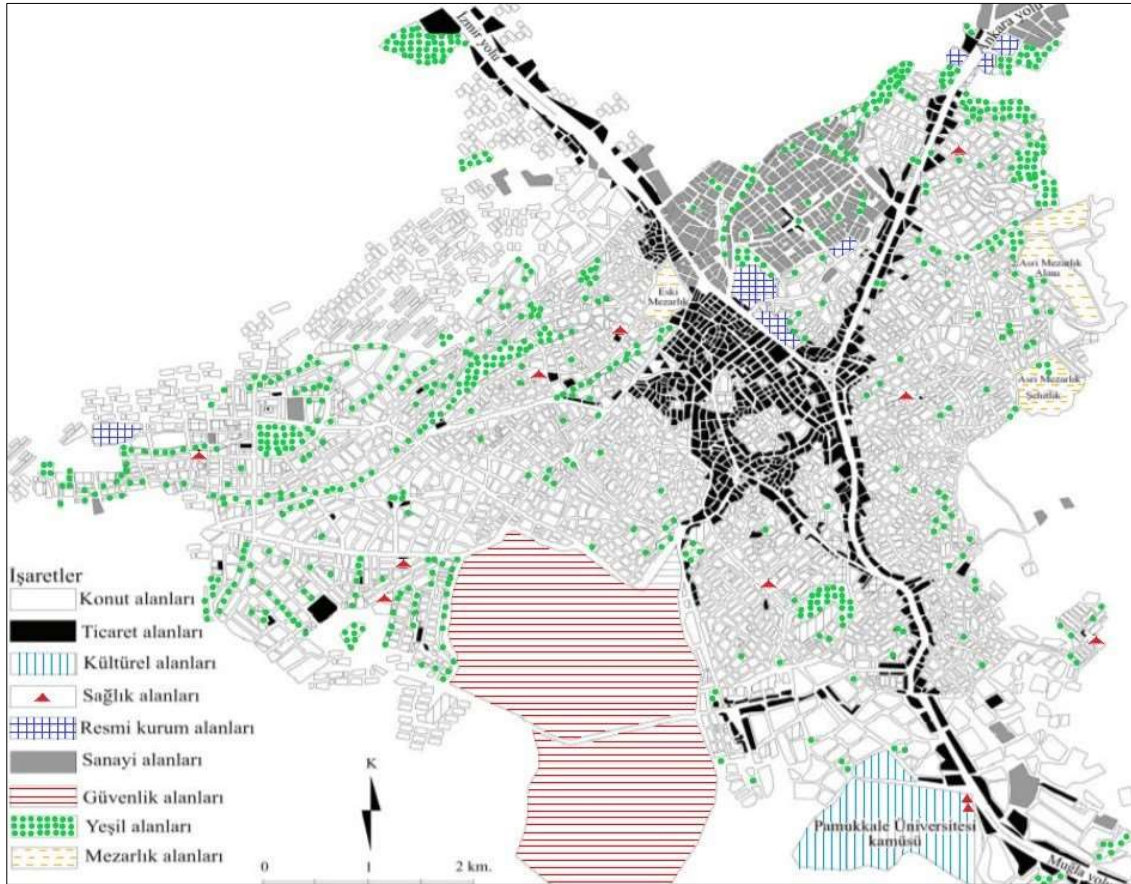 İzmir yolu
Ankara yolu
Asri Mezarlık
Alanı
Eski
Mezarlık
Asri Mezarlık
Şehitlik
İşaretler
Konut alanları
Ticaret alanları
Kültürel alanları
Sağlık alanları
Resmi kurum alanları
Sanayi alanları
Güvenlik alanları
Yeşil alanları
Mezarlık alanları
K
0 1 2 km.
Pamukkale Üniversitesi
kamüsü
Muğla yolu